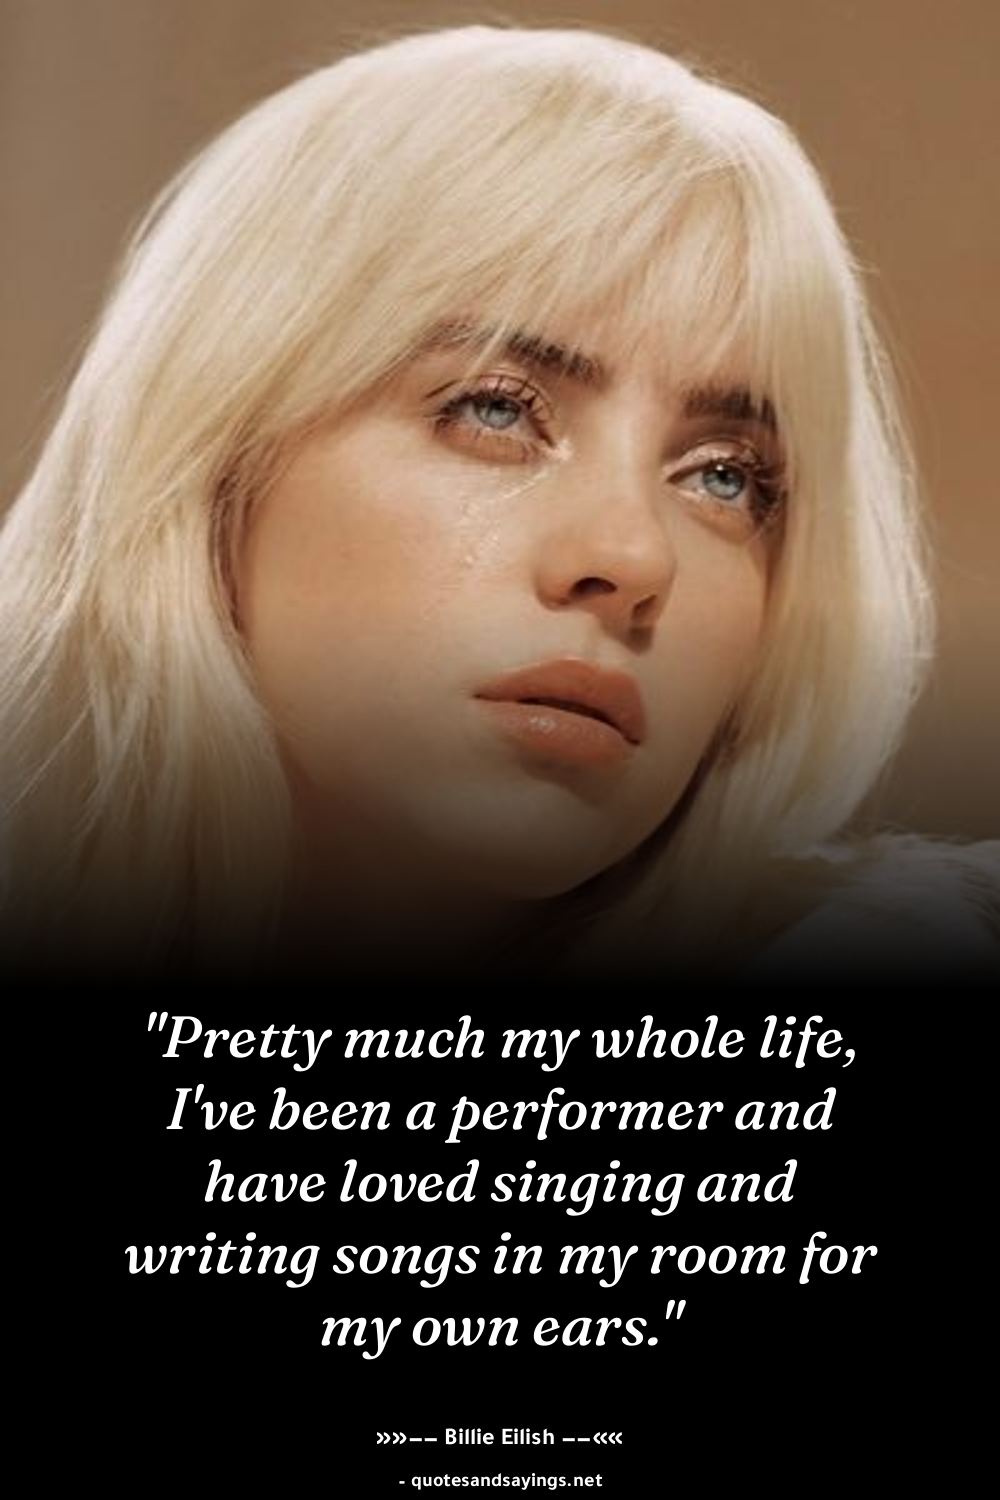 "Pretty much my whole life,
I've been a performer and
have loved singing and
writing songs in my room for
my own ears."
»»—— Billie Eilish ——««
- quotesandsayings.net